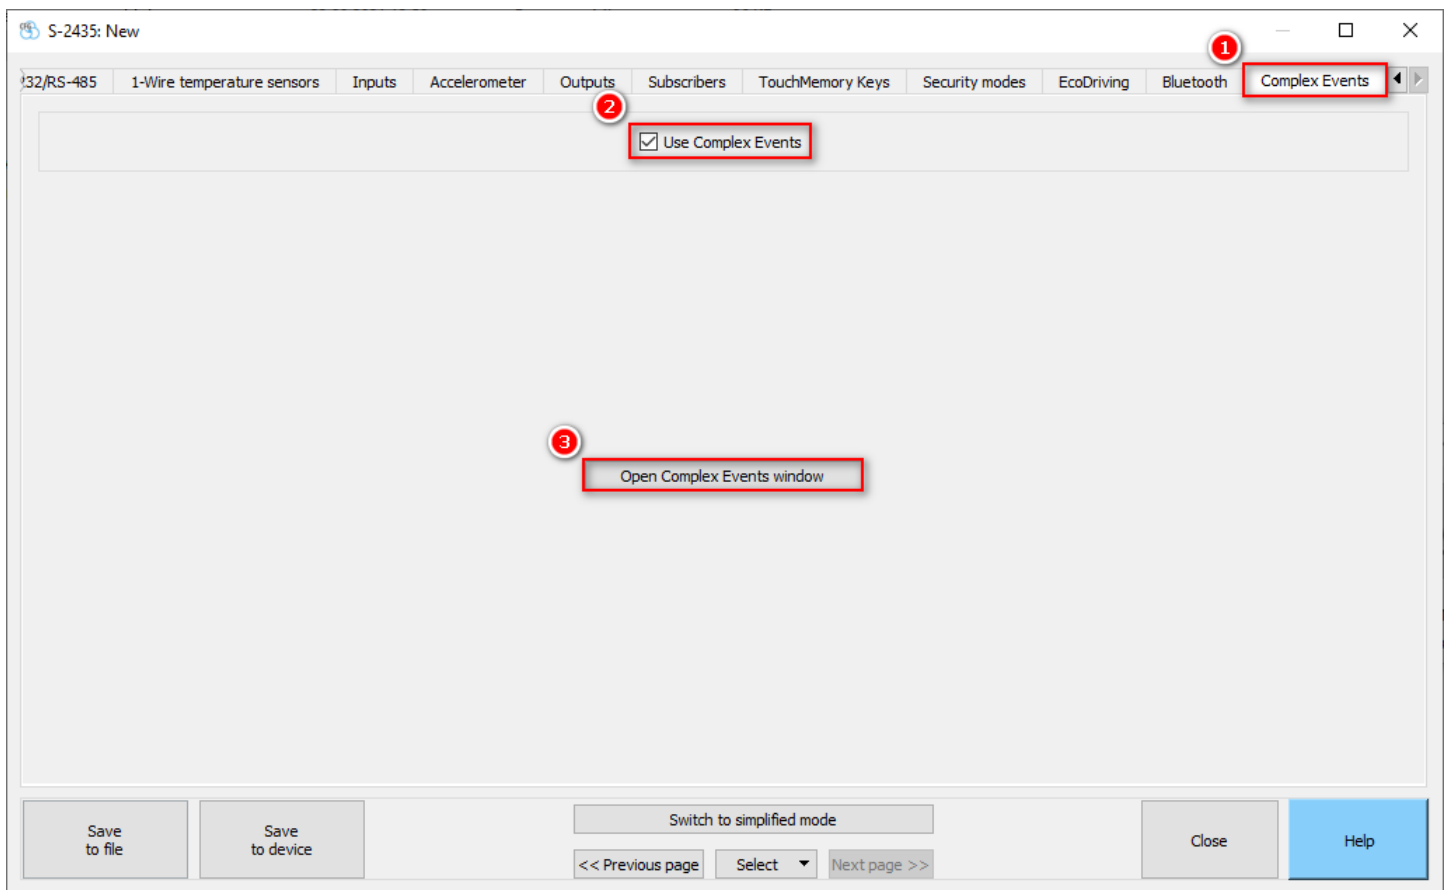 S-2435: New
1
32/RS-485 1-Wire temperature sensors Inputs Accelerometer Outputs Subscribers TouchMemory Keys Security modes EcoDriving Bluetooth Complex Events
2
Use Complex Events
3
Open Complex Events window
Save
to file
Save
to device
Switch to simplified mode
<< Previous page Select Next page >>
Close
Help